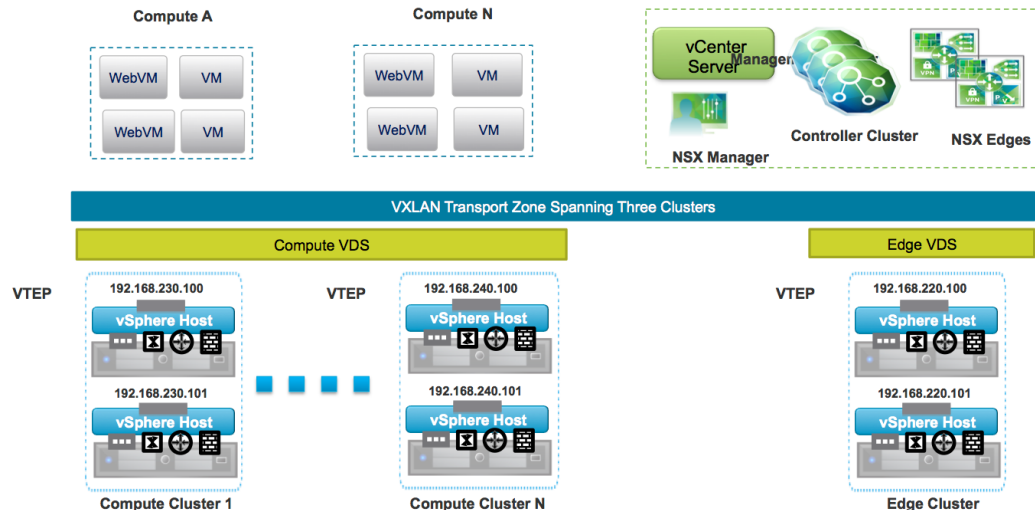 Compute A
Compute N
WebVM
VM
WebVM
VM
WebVM
VM
WebVM
VM
vCenter
Server
Manager
NSX Manager
Controller Cluster
VPN
P
VPN
P
NSX Edges
VXLAN Transport Zone Spanning Three Clusters
Compute VDS
Edge VDS
VTEP
192.168.230.100
vSphere Host
192.168.230.101
vSphere Host
Compute Cluster 1
VTEP
192.168.240.100
vSphere Host
192.168.240.101
vSphere Host
Compute Cluster N
VTEP
192.168.220.100
vSphere Host
192.168.220.101
vSphere Host
Edge Cluster